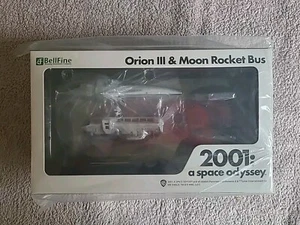 BellFine
Orion III & Moon Rocket Bus
2001:
a space odyssey